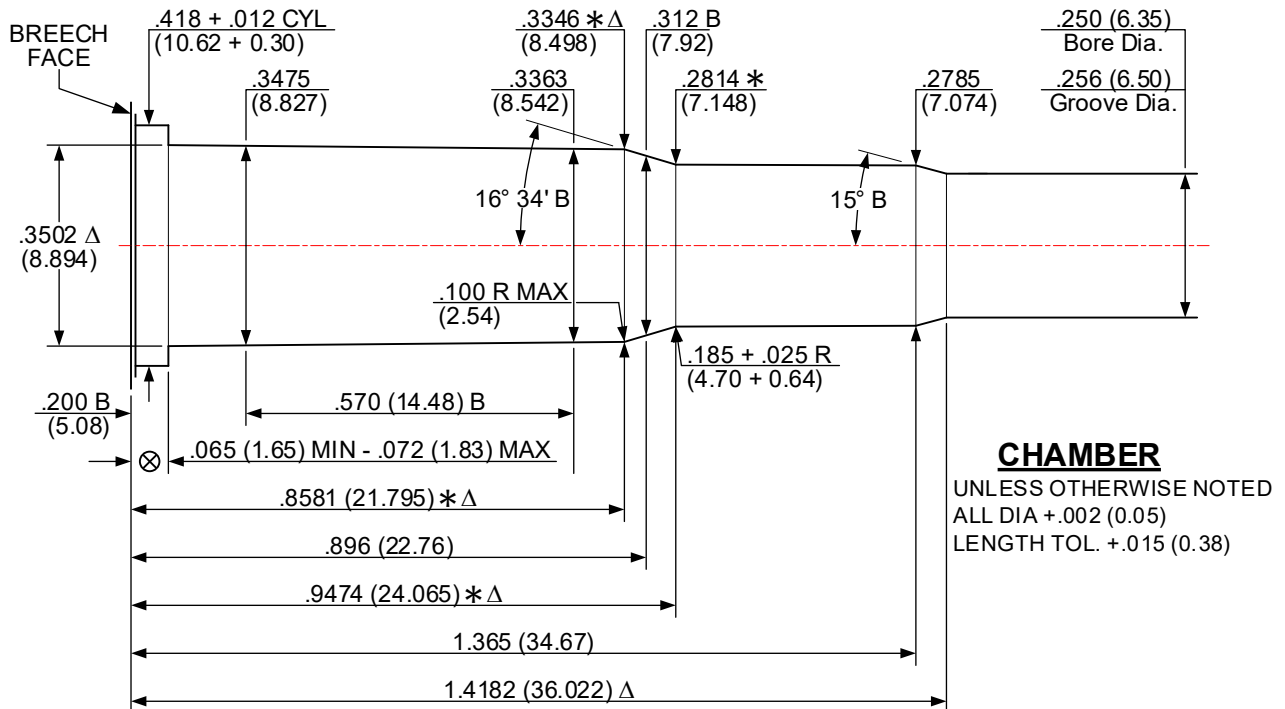 BREECH
FACE
.418 + .012 CYL
(10.62 + 0.30)
.3346 * Δ
(8.498)
.312 B
(7.92)
.250 (6.35)
Bore Dia.
.3475
(8.827)
.3363
(8.542)
.2814 *
(7.148)
.2785
(7.074)
.256 (6.50)
Groove Dia.
16° 34' B
15° B
.3502 Δ
(8.894)
.100 R MAX
(2.54)
.185 + .025 R
(4.70 + 0.64)
.200 B
(5.08)
.570 (14.48) B
⊗ .065 (1.65) MIN - .072 (1.83) MAX
.8581 (21.795) * Δ
.896 (22.76)
.9474 (24.065) * Δ
1.365 (34.67)
1.4182 (36.022) Δ
CHAMBER
UNLESS OTHERWISE NOTED
ALL DIA +.002 (0.05)
LENGTH TOL. +.015 (0.38)